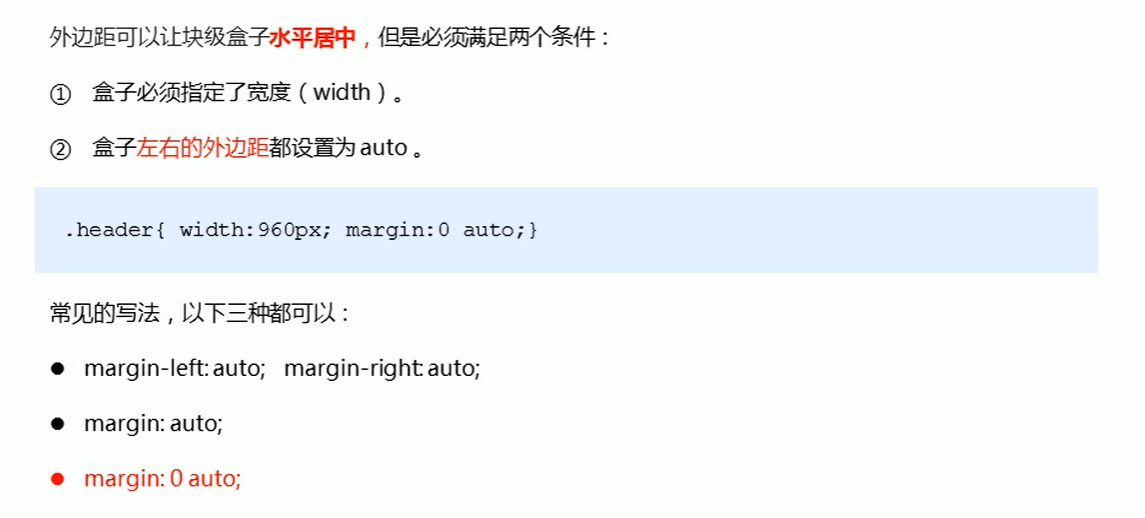 外边距可以让块级盒子水平居中，但是必须满足两个条件：
① 盒子必须指定了宽度（width）。
② 盒子左右的外边距都设置为 auto 。
.header{ width:960px; margin:0 auto;}
常见的写法，以下三种都可以：
● margin-left: auto; margin-right: auto;
● margin: auto;
● margin: 0 auto;